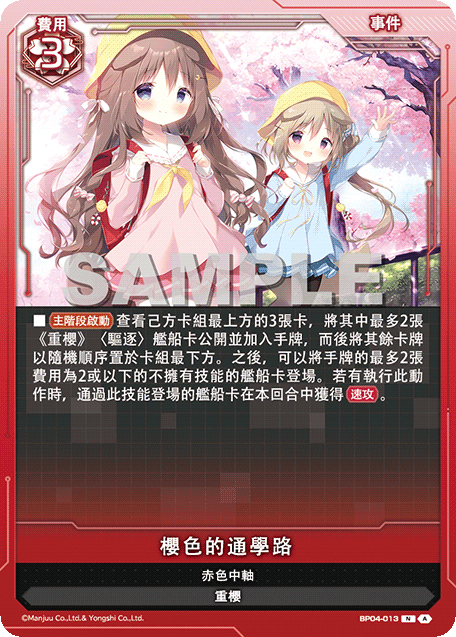 費用
3
事件
SAMPLE
■ 主階段啟動 查看己方卡組最上方的3張卡，將其中最多2張
《重櫻》〈驅逐〉艦船卡公開並加入手牌，而後將其餘卡牌
以隨機順序置於卡組最下方。之後，可以將手牌的最多2張
費用為2或以下的不擁有技能的艦船卡登場。若有執行此動
作時，通過此技能登場的艦船卡在本回合中獲得 速攻 。
櫻色的通學路
赤色中軸
重櫻
©Manjuu Co.,Ltd.& Yongshi Co.,Ltd.
BP04-013 N A